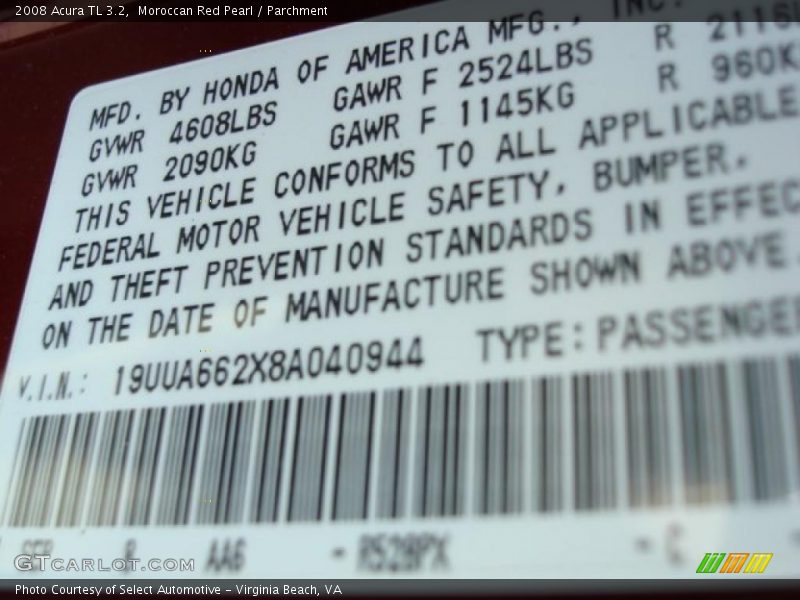 2008 Acura TL 3.2,  Moroccan Red Pearl / Parchment
MFD. BY HONDA OF AMERICA MFG., INC.
GVWR 4608LBS GAWR F 2524LBS R
GVWR 2090KG GAWR F 1145KG R 960K
THIS VEHICLE CONFORMS TO ALL APPLICABLE
FEDERAL MOTOR VEHICLE SAFETY, BUMPER,
AND THEFT PREVENTION STANDARDS IN EFFEC
ON THE DATE OF MANUFACTURE SHOWN ABOVE.
V.I.N.: 19UUA662X8A040944 TYPE: PASSENGER
R AA6 - R529PX - C
GTCARLOT.COM
Photo Courtesy of Select Automotive - Virginia Beach, VA